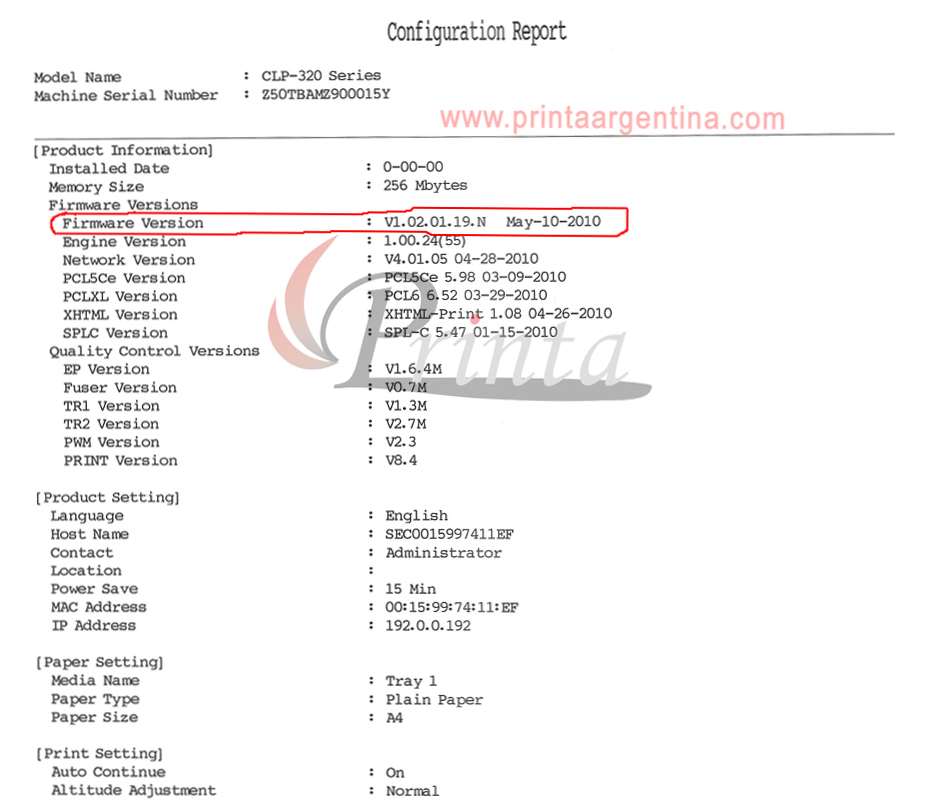 Configuration Report
Model Name : CLP-320 Series
Machine Serial Number : Z50TBAMZ900015Y
www.printaargentina.com
[Product Information]
Installed Date : 0-00-00
Memory Size : 256 Mbytes
Firmware Versions
Firmware Version : V1.02.01.19.N May-10-2010
Engine Version : 1.00.24(55)
Network Version : V4.01.05 04-28-2010
PCL5Ce Version : PCL5Ce 5.98 03-09-2010
PCLXL Version : PCL6 6.52 03-29-2010
XHTML Version : XHTML-Print 1.08 04-26-2010
SPLC Version : SPL-C 5.47 01-15-2010
Printa
Quality Control Versions
EP Version : V1.6.4M
Fuser Version : V0.7M
TR1 Version : V1.3M
TR2 Version : V2.7M
PWM Version : V2.3
PRINT Version : V8.4
[Product Setting]
Language : English
Host Name : SEC0015997411EF
Contact : Administrator
Location :
Power Save : 15 Min
MAC Address : 00:15:99:74:11:EF
IP Address : 192.0.0.192
[Paper Setting]
Media Name : Tray 1
Paper Type : Plain Paper
Paper Size : A4
[Print Setting]
Auto Continue : On
Altitude Adjustment : Normal